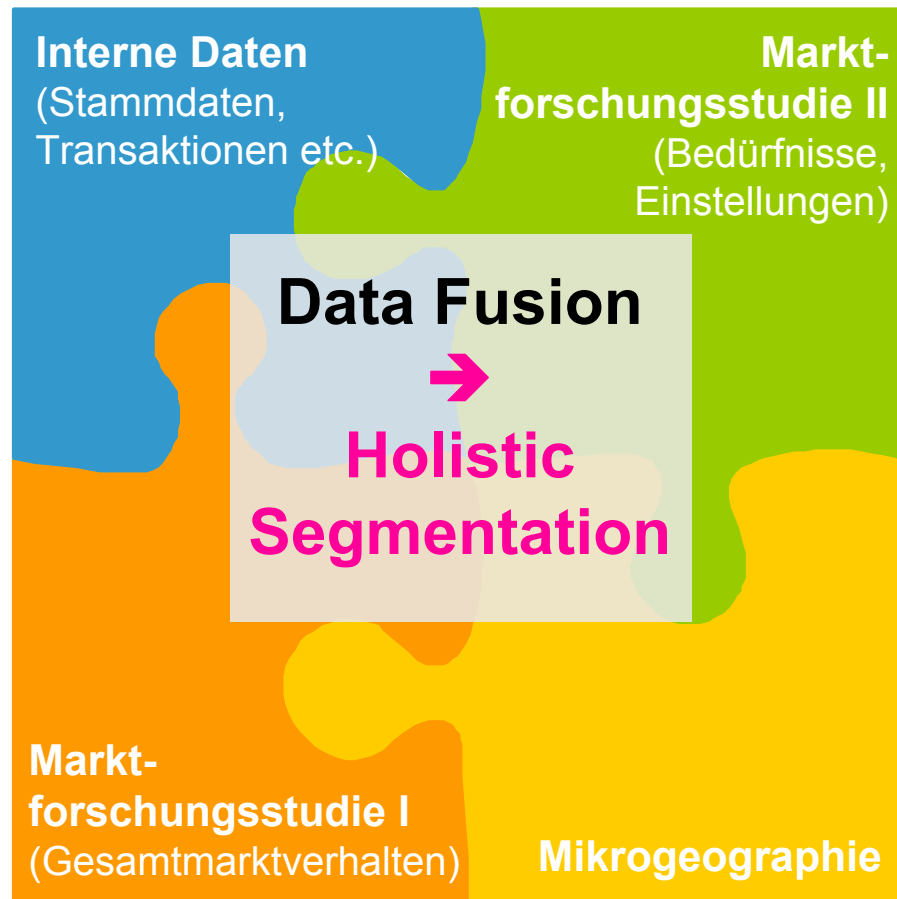 Interne Daten
(Stammdaten,
Transaktionen etc.)
Markt-
forschungsstudie II
(Bedürfnisse,
Einstellungen)
Data Fusion
➔
Holistic
Segmentation
Markt-
forschungsstudie I
(Gesamtmarktverhalten)
Mikrogeographie